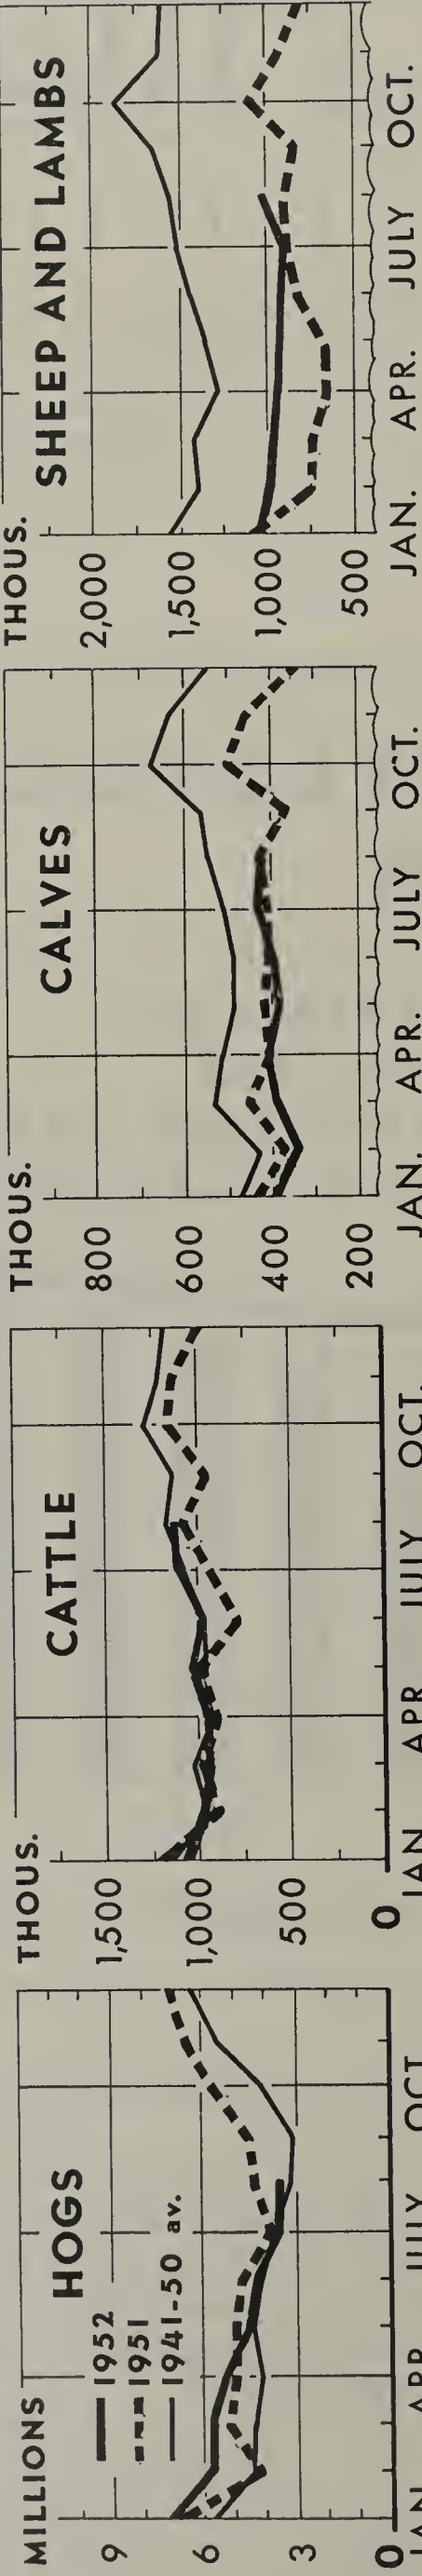 MILLIONS
HOGS
1952
1951
1941-50 av.
9
6
3
0
JAN. APR. JULY OCT.
THOUS.
CATTLE
1,500
1,000
500
0
JAN APR JULY OCT.
THOUS.
CALVES
800
600
400
200
JAN. APR. JULY OCT.
THOUS.
SHEEP AND LAMBS
2,000
1,500
1,000
500
JAN. APR. JULY OCT.